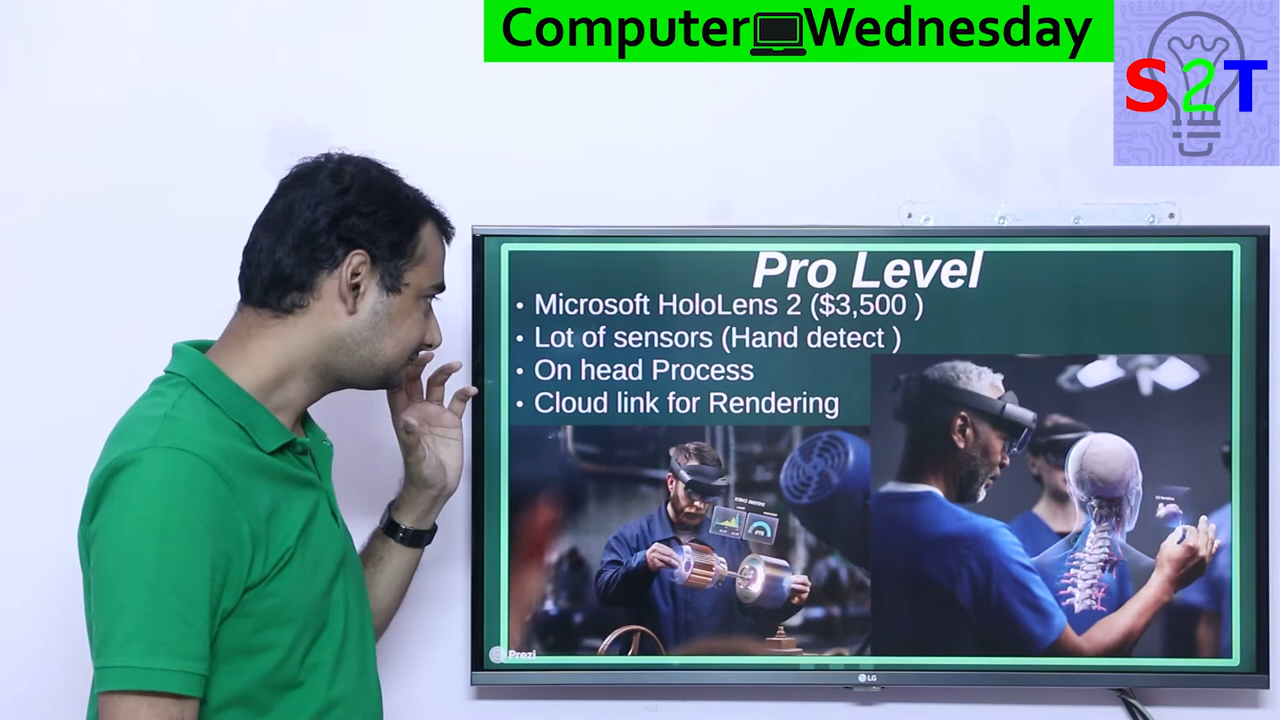 Computer Wednesday
S2T
Pro Level
• Microsoft HoloLens 2 ($3,500 )
• Lot of sensors (Hand detect )
• On head Process
• Cloud link for Rendering
Prezi
LG